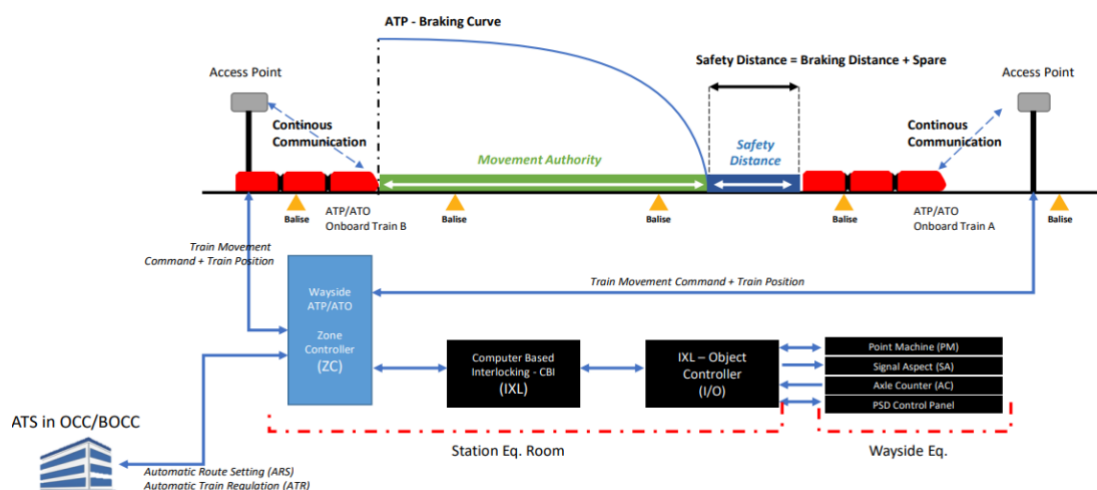 ATP - Braking Curve
Safety Distance = Braking Distance + Spare
Access Point
Access Point
Continous
Communication
Continous
Communication
Movement Authority
Safety
Distance
Balise
ATP/ATO
Onboard Train B
Balise
Balise
Balise
ATP/ATO
Onboard Train A
Balise
Train Movement
Command + Train Position
Train Movement Command + Train Position
Wayside
ATP/ATO
Zone
Controller
(ZC)
Computer Based
Interlocking - CBI
(IXL)
IXL – Object
Controller
(I/O)
Point Machine (PM)
Signal Aspect (SA)
Axle Counter (AC)
PSD Control Panel
Station Eq. Room
Wayside Eq.
ATS in OCC/BOCC
Automatic Route Setting (ARS)
Automatic Train Regulation (ATR)